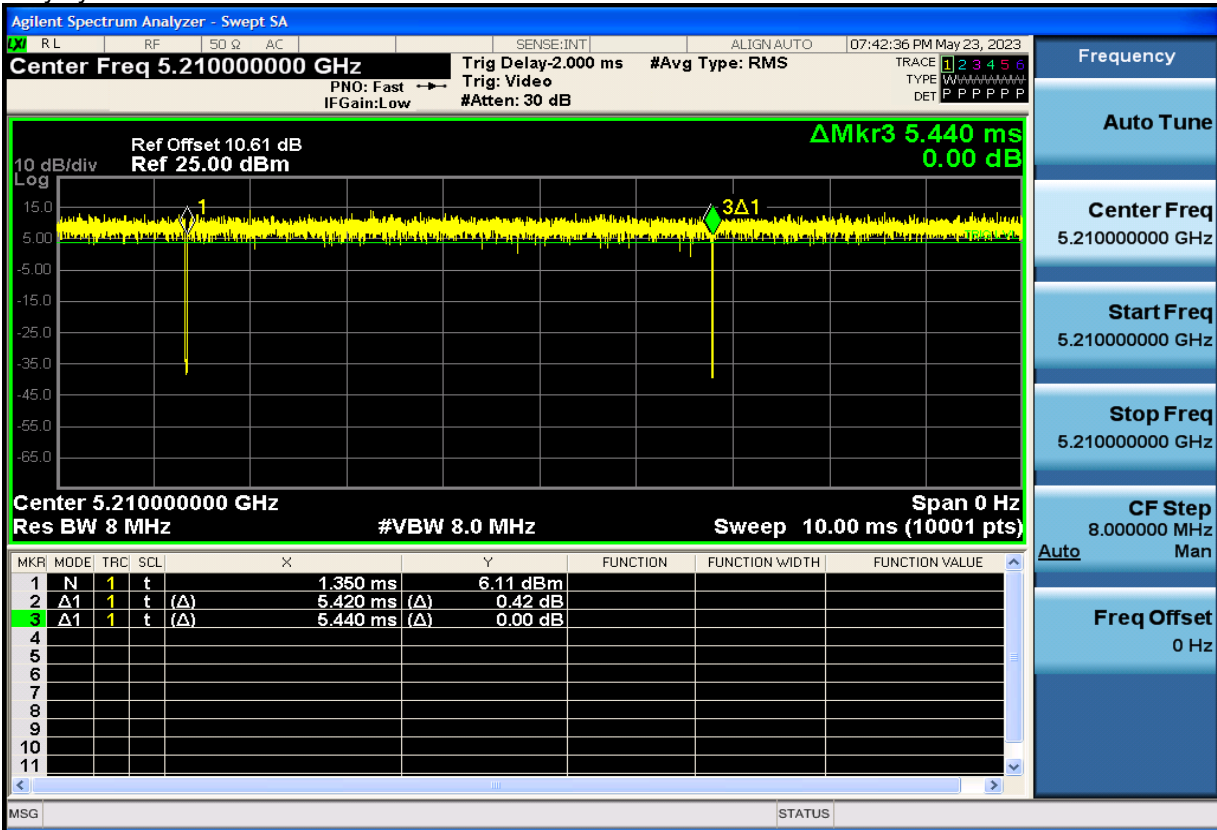 Agilent Spectrum Analyzer - Swept SA
LXI RL RF 50 Ω AC SENSE:INT ALIGN AUTO 07:42:36 PM May 23, 2023
Center Freq 5.210000000 GHz
PNO: Fast
IFGain:Low
Trig Delay-2.000 ms
Trig: Video
#Atten: 30 dB
#Avg Type: RMS
TRACE 1 2 3 4 5 6
TYPE WWWWWW
DET P P P P P P
ΔMkr3 5.440 ms
0.00 dB
Ref Offset 10.61 dB
10 dB/div Ref 25.00 dBm
Log
15.0
5.00
-5.00
-15.0
-25.0
-35.0
-45.0
-55.0
-65.0
1
3Δ1
TRIG LVL
Center 5.210000000 GHz Span 0 Hz
Res BW 8 MHz #VBW 8.0 MHz Sweep 10.00 ms (10001 pts)
MKR MODE TRC SCL X Y FUNCTION FUNCTION WIDTH FUNCTION VALUE
1 N 1 t 1.350 ms 6.11 dBm
2 Δ1 1 t (Δ) 5.420 ms (Δ) 0.42 dB
3 Δ1 1 t (Δ) 5.440 ms (Δ) 0.00 dB
4
5
6
7
8
9
10
11
MSG STATUS
Frequency
Auto Tune
Center Freq
5.210000000 GHz
Start Freq
5.210000000 GHz
Stop Freq
5.210000000 GHz
CF Step
8.000000 MHz
Auto Man
Freq Offset
0 Hz